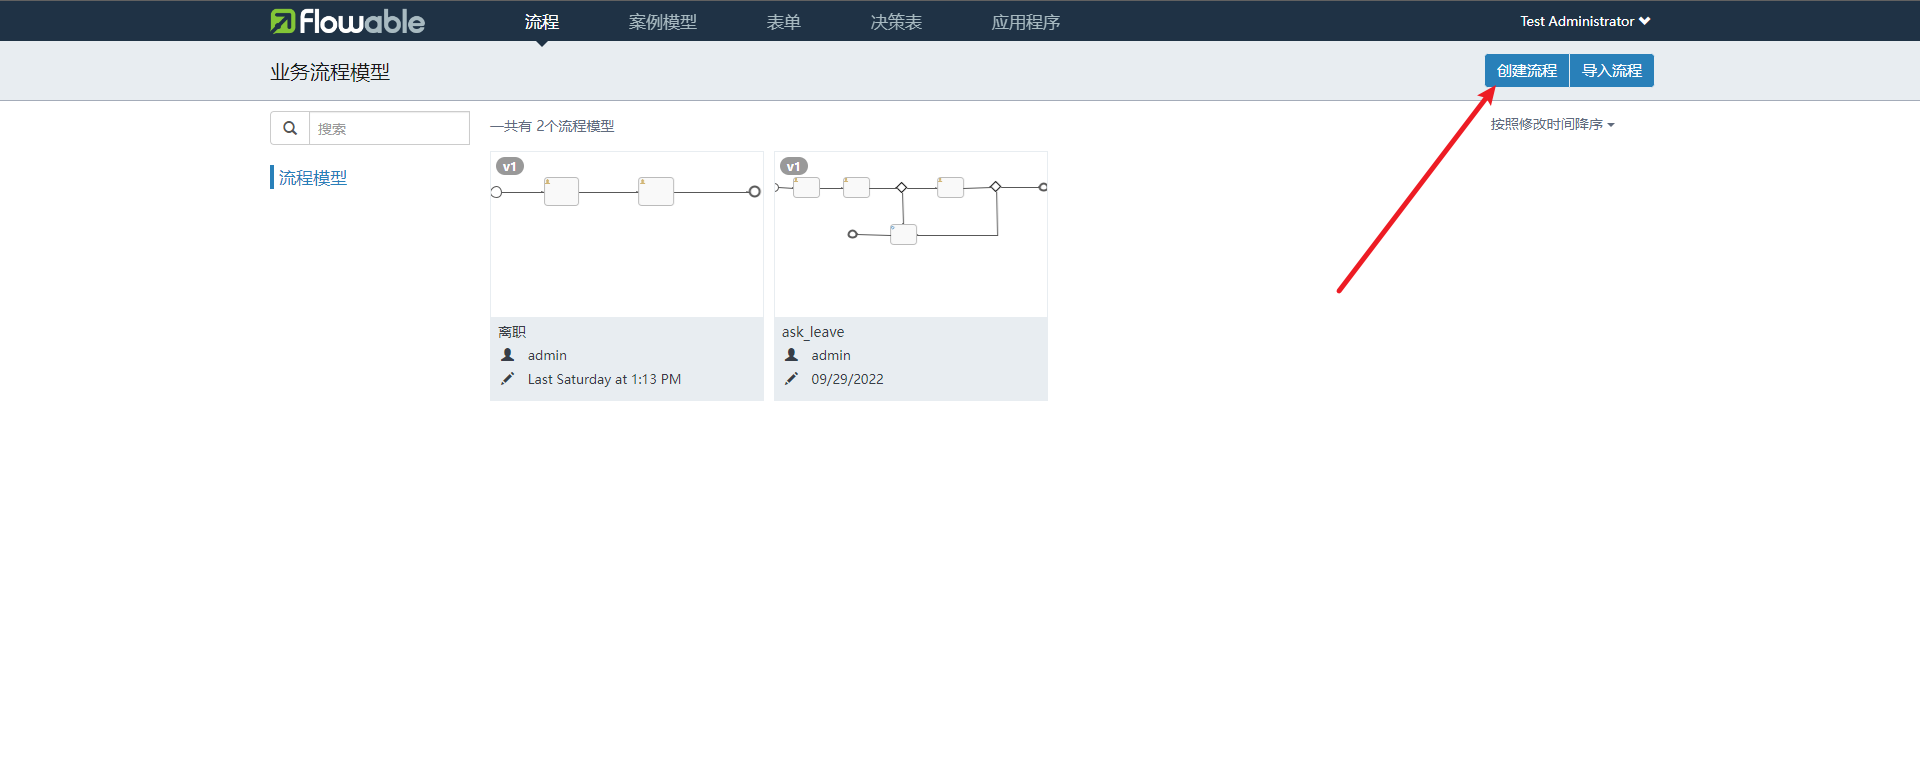 flowable 流程 案例模型 表单 决策表 应用程序 Test Administrator
业务流程模型 创建流程 导入流程
搜索 一共有 2个流程模型 按照修改时间降序
流程模型
v1 v1
离职 ask_leave
admin admin
Last Saturday at 1:13 PM 09/29/2022